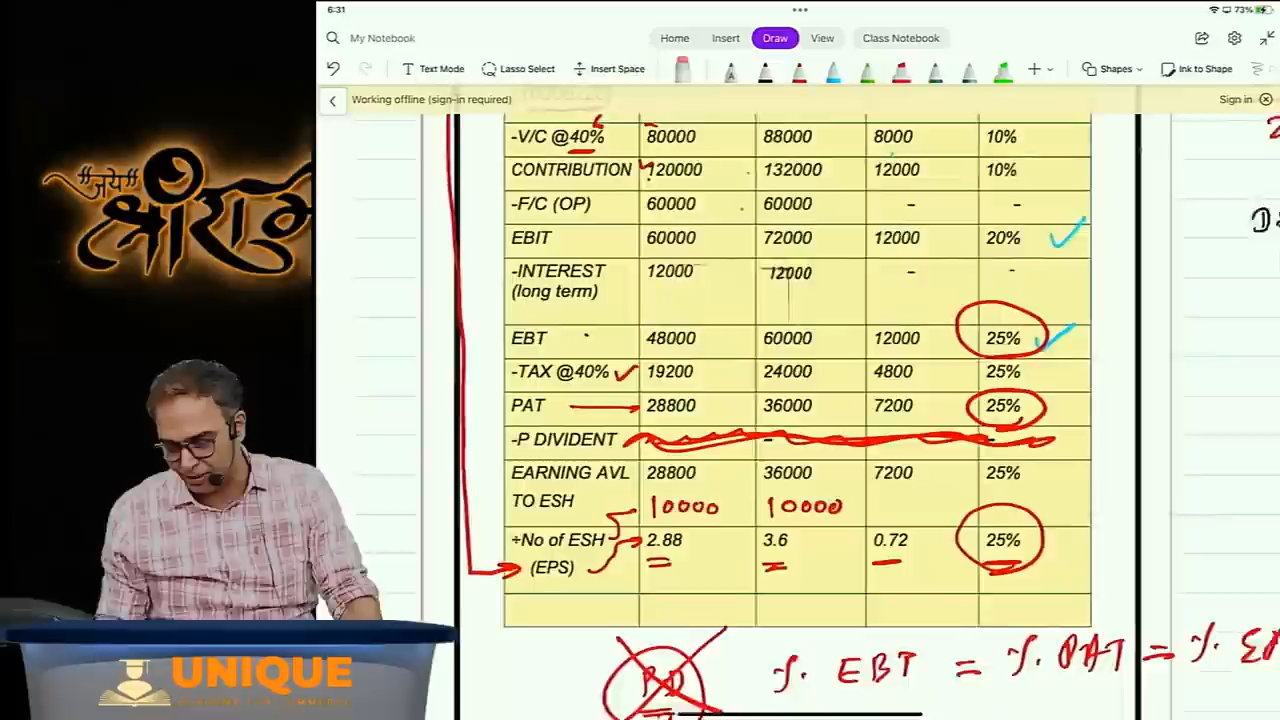 6:31
73%
My Notebook
Home Insert Draw View Class Notebook
Text Mode Lasso Select Insert Space Shapes Ink to Shape
Working offline (sign-in required) Sign in
-V/C @40% 80000 88000 8000 10%
CONTRIBUTION 120000 132000 12000 10%
-F/C (OP) 60000 60000 - -
EBIT 60000 72000 12000 20%
-INTEREST 12000 12000 - -
(long term)
EBT 48000 60000 12000 25%
-TAX @40% 19200 24000 4800 25%
PAT 28800 36000 7200 25%
-P DIVIDENT - -
EARNING AVL 28800 36000 7200 25%
TO ESH 10000 10000
÷No of ESH 2.88 3.6 0.72 25%
(EPS)
%. EBT = %. PAT = %.
॥जय॥
श्री राम
UNIQUE